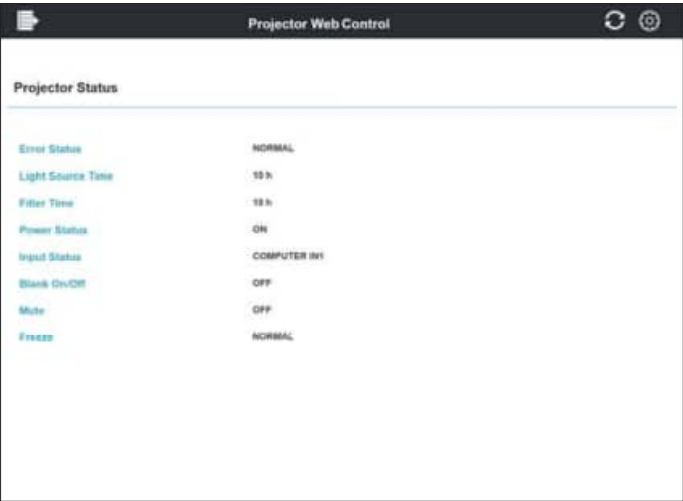 Projector Web Control
Projector Status
Error Status NORMAL
Light Source Time 10 h
Filter Time 10 h
Power Status ON
Input Status COMPUTER IN1
Blank On/Off OFF
Mute OFF
Freeze NORMAL